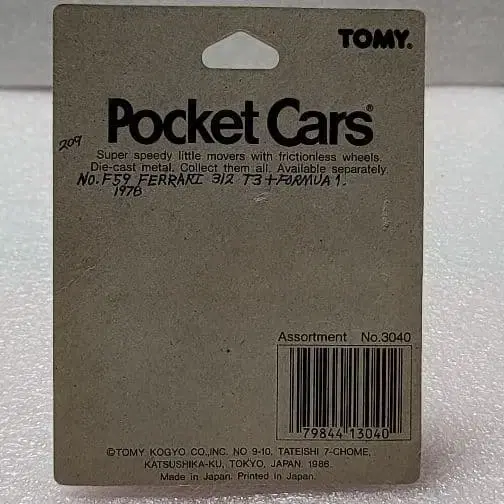 TOMY.
Pocket Cars®
209
Super speedy little movers with frictionless wheels.
Die-cast metal. Collect them all. Available separately.
NO. F59 FERRARI 312 T3 + FORMUA 1.
1978
Assortment No.3040
79844 13040
©TOMY KOGYO CO.,INC. NO 9-10, TATEISHI 7-CHOME,
KATSUSHIKA-KU, TOKYO, JAPAN. 1986.
Made in Japan. Printed in Japan.